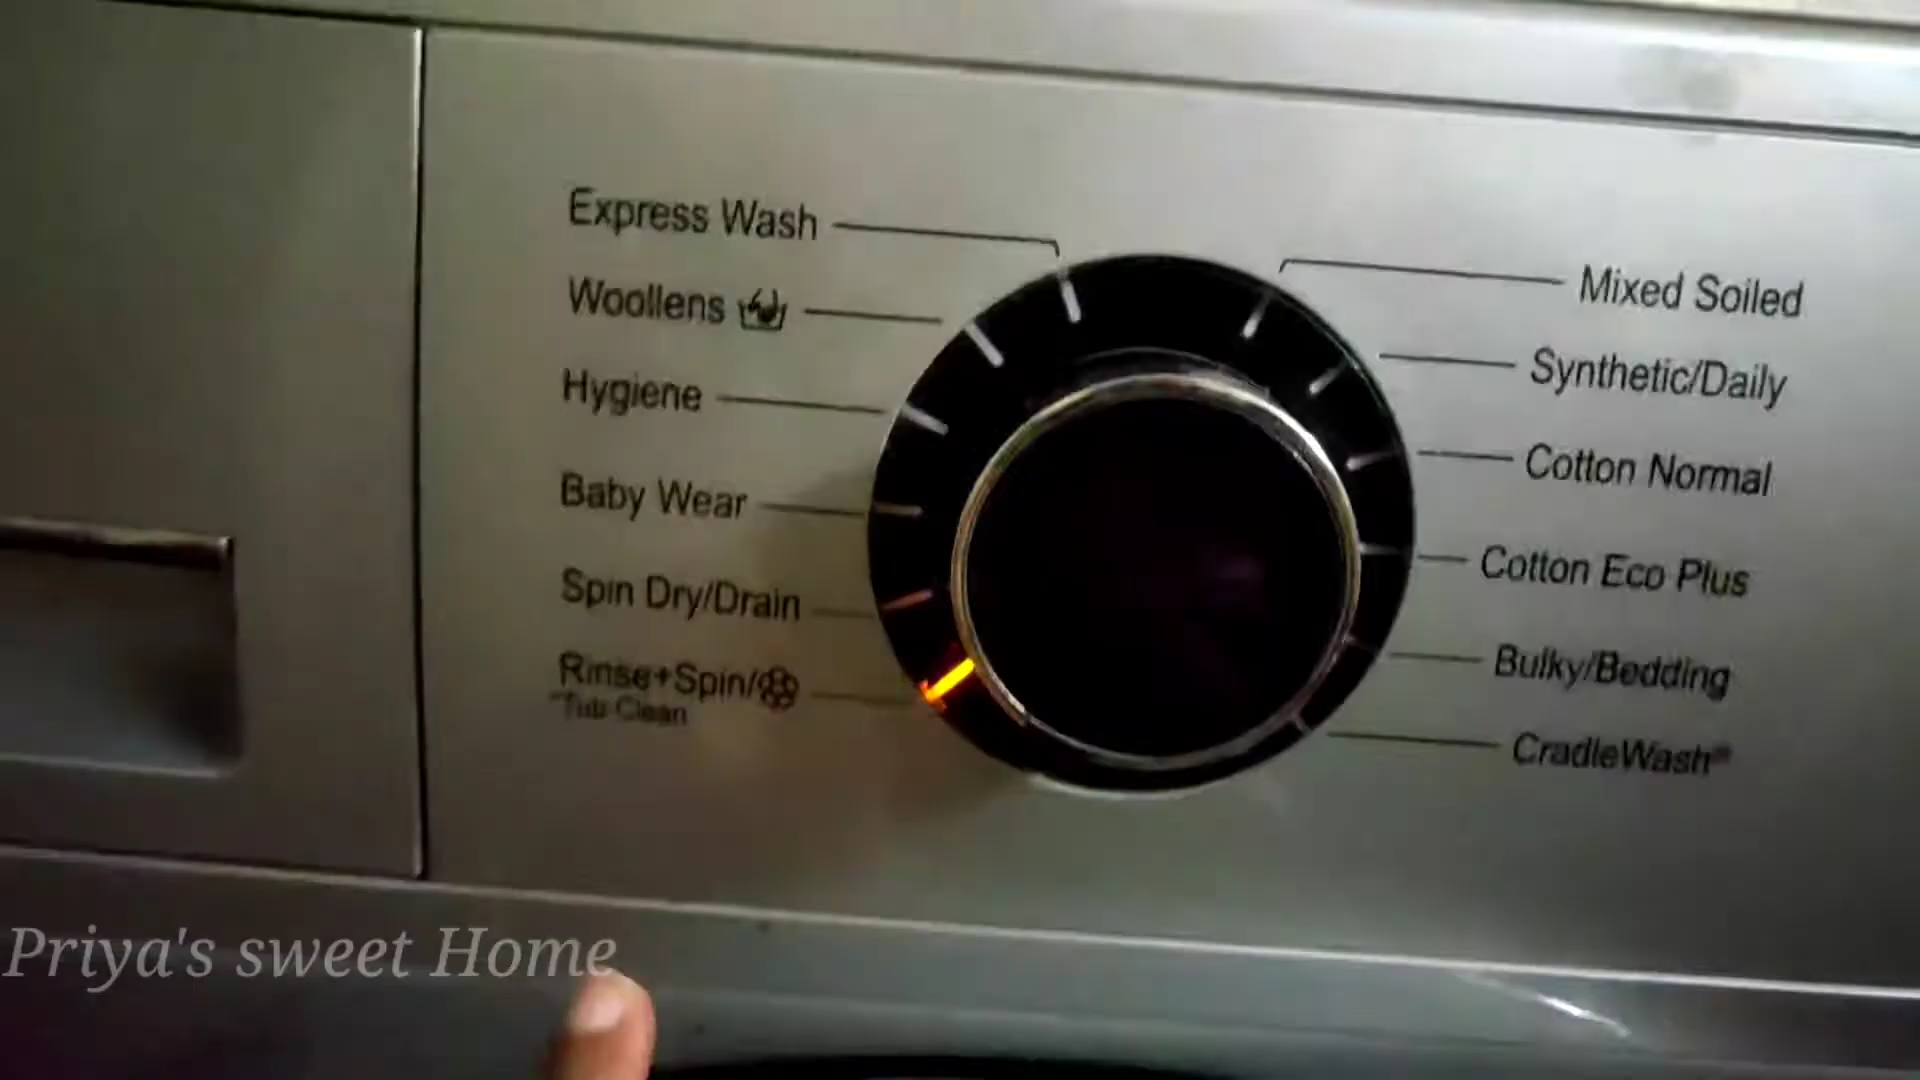 Express Wash
Woollens
Hygiene
Baby Wear
Spin Dry/Drain
Rinse+Spin/
*Tub Clean
Mixed Soiled
Synthetic/Daily
Cotton Normal
Cotton Eco Plus
Bulky/Bedding
CradleWash®
Priya's sweet Home